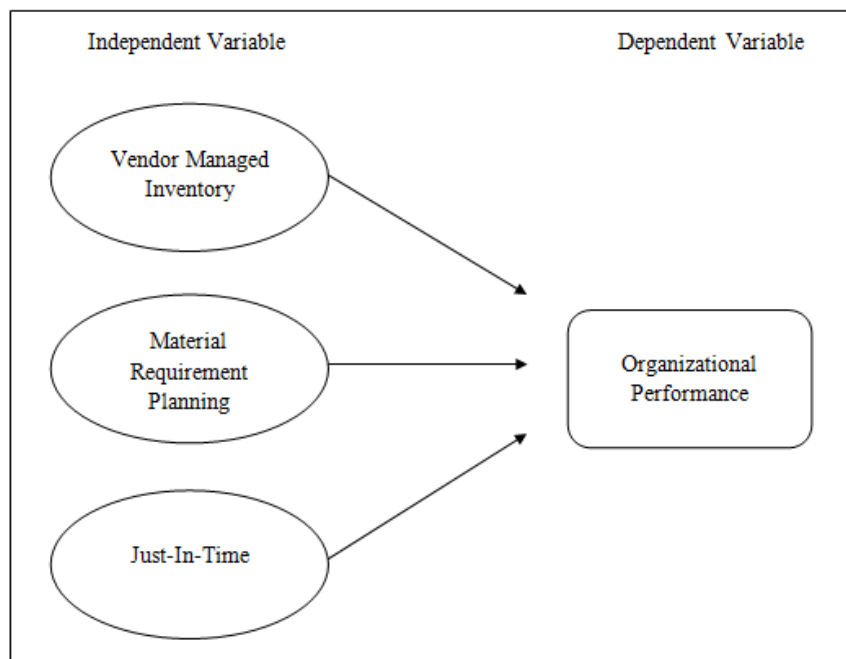 Independent Variable
Dependent Variable
Vendor Managed
Inventory
Material
Requirement
Planning
Organizational
Performance
Just-In-Time